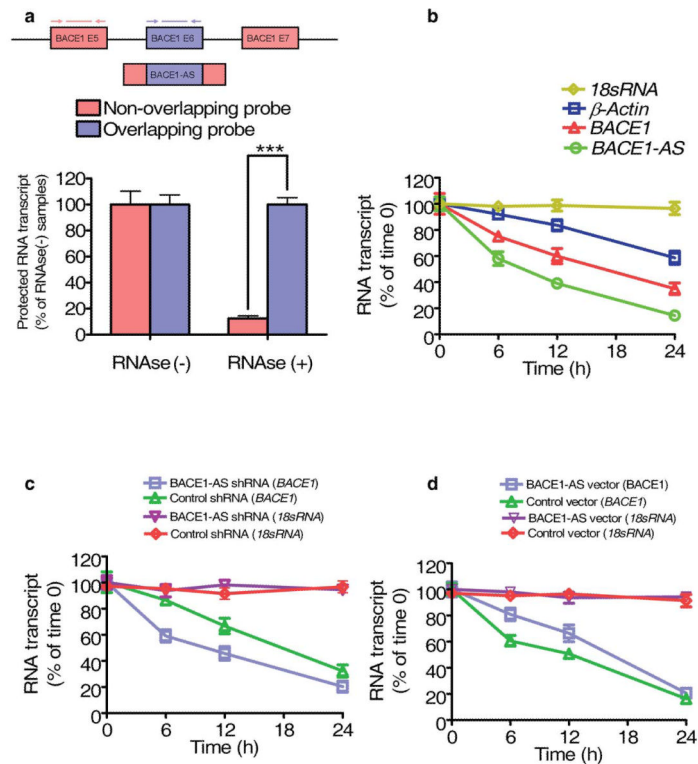 a
BACE1 E5
BACE1 E6
BACE1 E7
BACE1-AS
Non-overlapping probe
Overlapping probe
Protected RNA transcript
(% of RNAse(-) samples)
120
100
80
60
40
20
0
***
RNAse (-)
RNAse (+)
b
18sRNA
β-Actin
BACE1
BACE1-AS
RNA transcript
(% of time 0)
120
100
80
60
40
20
0
0 6 12 18 24
Time (h)
c
BACE1-AS shRNA (BACE1)
Control shRNA (BACE1)
BACE1-AS shRNA (18sRNA)
Control shRNA (18sRNA)
RNA transcript
(% of time 0)
120
100
80
60
40
20
0
0 6 12 18 24
Time (h)
d
BACE1-AS vector (BACE1)
Control vector (BACE1)
BACE1-AS vector (18sRNA)
Control vector (18sRNA)
RNA transcript
(% of time 0)
120
100
80
60
40
20
0
0 6 12 18 24
Time (h)